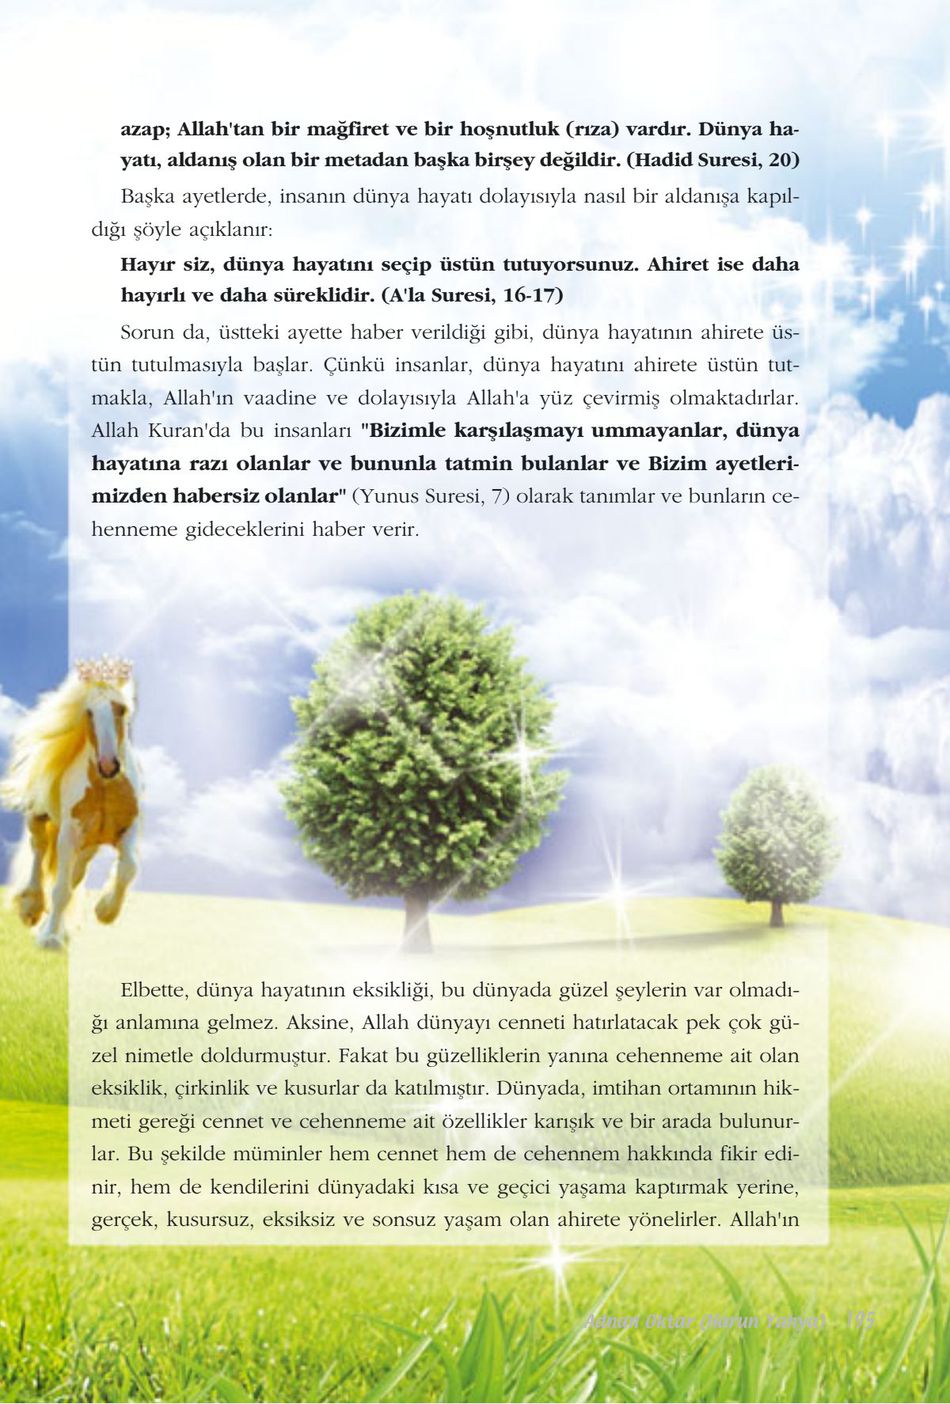 azap; Allah'tan bir mağfiret ve bir hoşnutluk (rıza) vardır. Dünya ha-
yatı, aldanış olan bir metadan başka birşey değildir. (Hadid Suresi, 20)
Başka ayetlerde, insanın dünya hayatı dolayısıyla nasıl bir aldanışa kapıl-
dığı şöyle açıklanır:
Hayır siz, dünya hayatını seçip üstün tutuyorsunuz. Ahiret ise daha
hayırlı ve daha süreklidir. (A'la Suresi, 16-17)
Sorun da, üstteki ayette haber verildiği gibi, dünya hayatının ahirete üs-
tün tutulmasıyla başlar. Çünkü insanlar, dünya hayatını ahirete üstün tut-
makla, Allah'ın vaadine ve dolayısıyla Allah'a yüz çevirmiş olmaktadırlar.
Allah Kuran'da bu insanları "Bizimle karşılaşmayı ummayanlar, dünya
hayatına razı olanlar ve bununla tatmin bulanlar ve Bizim ayetleri-
mizden habersiz olanlar" (Yunus Suresi, 7) olarak tanımlar ve bunların ce-
henneme gideceklerini haber verir.
Elbette, dünya hayatının eksikliği, bu dünyada güzel şeylerin var olmadı-
ğı anlamına gelmez. Aksine, Allah dünyayı cenneti hatırlatacak pek çok gü-
zel nimetle doldurmuştur. Fakat bu güzelliklerin yanına cehenneme ait olan
eksiklik, çirkinlik ve kusurlar da katılmıştır. Dünyada, imtihan ortamının hik-
meti gereği cennet ve cehenneme ait özellikler karışık ve bir arada bulunur-
lar. Bu şekilde müminler hem cennet hem de cehennem hakkında fikir edi-
nir, hem de kendilerini dünyadaki kısa ve geçici yaşama kaptırmak yerine,
gerçek, kusursuz, eksiksiz ve sonsuz yaşam olan ahirete yönelirler. Allah'ın
Adnan Oktar (Harun Yahya) 195